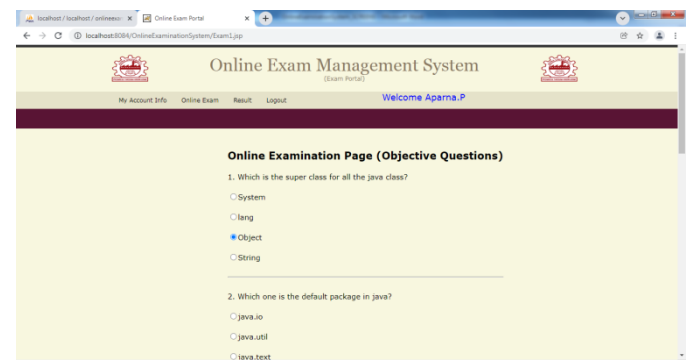 localhost / localhost / onlineexam
Online Exam Portal
localhost:8084/OnlineExaminationSystem/Exam1.jsp
Online Exam Management System
(Exam Portal)
My Account Info Online Exam Result Logout Welcome Aparna.P
Online Examination Page (Objective Questions)
1. Which is the super class for all the java class?
System
lang
Object
String
2. Which one is the default package in java?
java.io
java.util
java.text